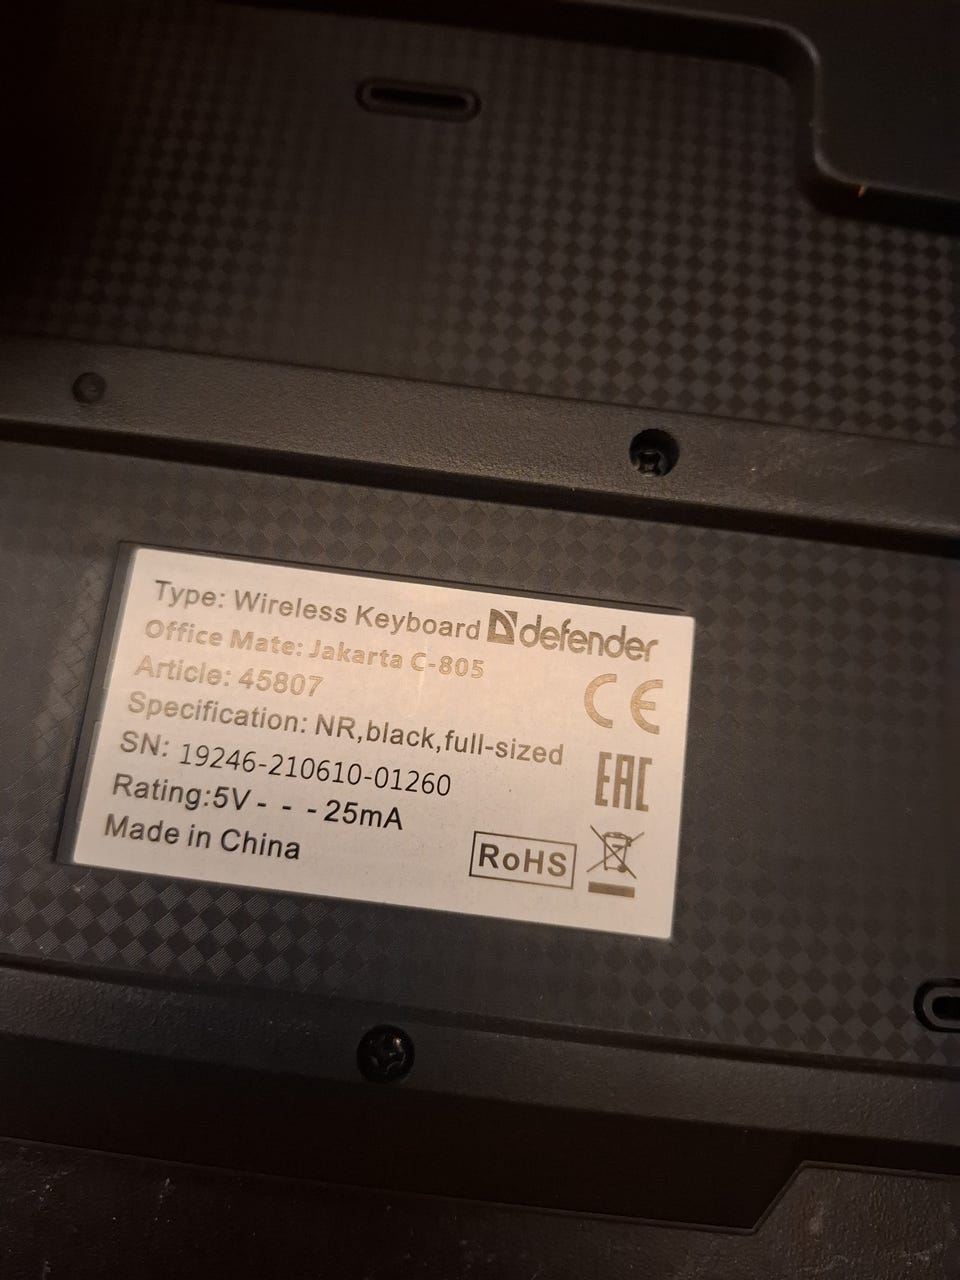 Type: Wireless Keyboard defender
Office Mate: Jakarta C-805
Article: 45807
Specification: NR,black,full-sized
SN: 19246-210610-01260
Rating:5V - - - 25mA
Made in China
CE
EAC
RoHS